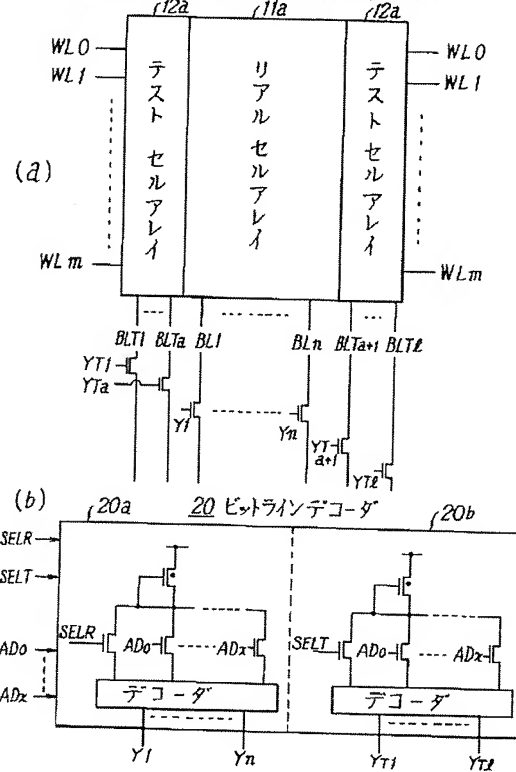 12a 11a 12a
WL0 WL0
WL1 WL1
テスト セルアレイ
リアル セルアレイ
テスト セルアレイ
(a)
WLm WLm
BLT1 BLTa BL1 BLn BLTa+1 BLTℓ
YT1
YTa
Y1 Yn YTa+1 YTℓ
(b)
20a 20 ビットラインデコーダ 20b
SELR
SELT
SELR AD0 ADx SELT AD0 ADx
AD0
ADx
デコーダ デコーダ
Y1 Yn YT1 YTℓ